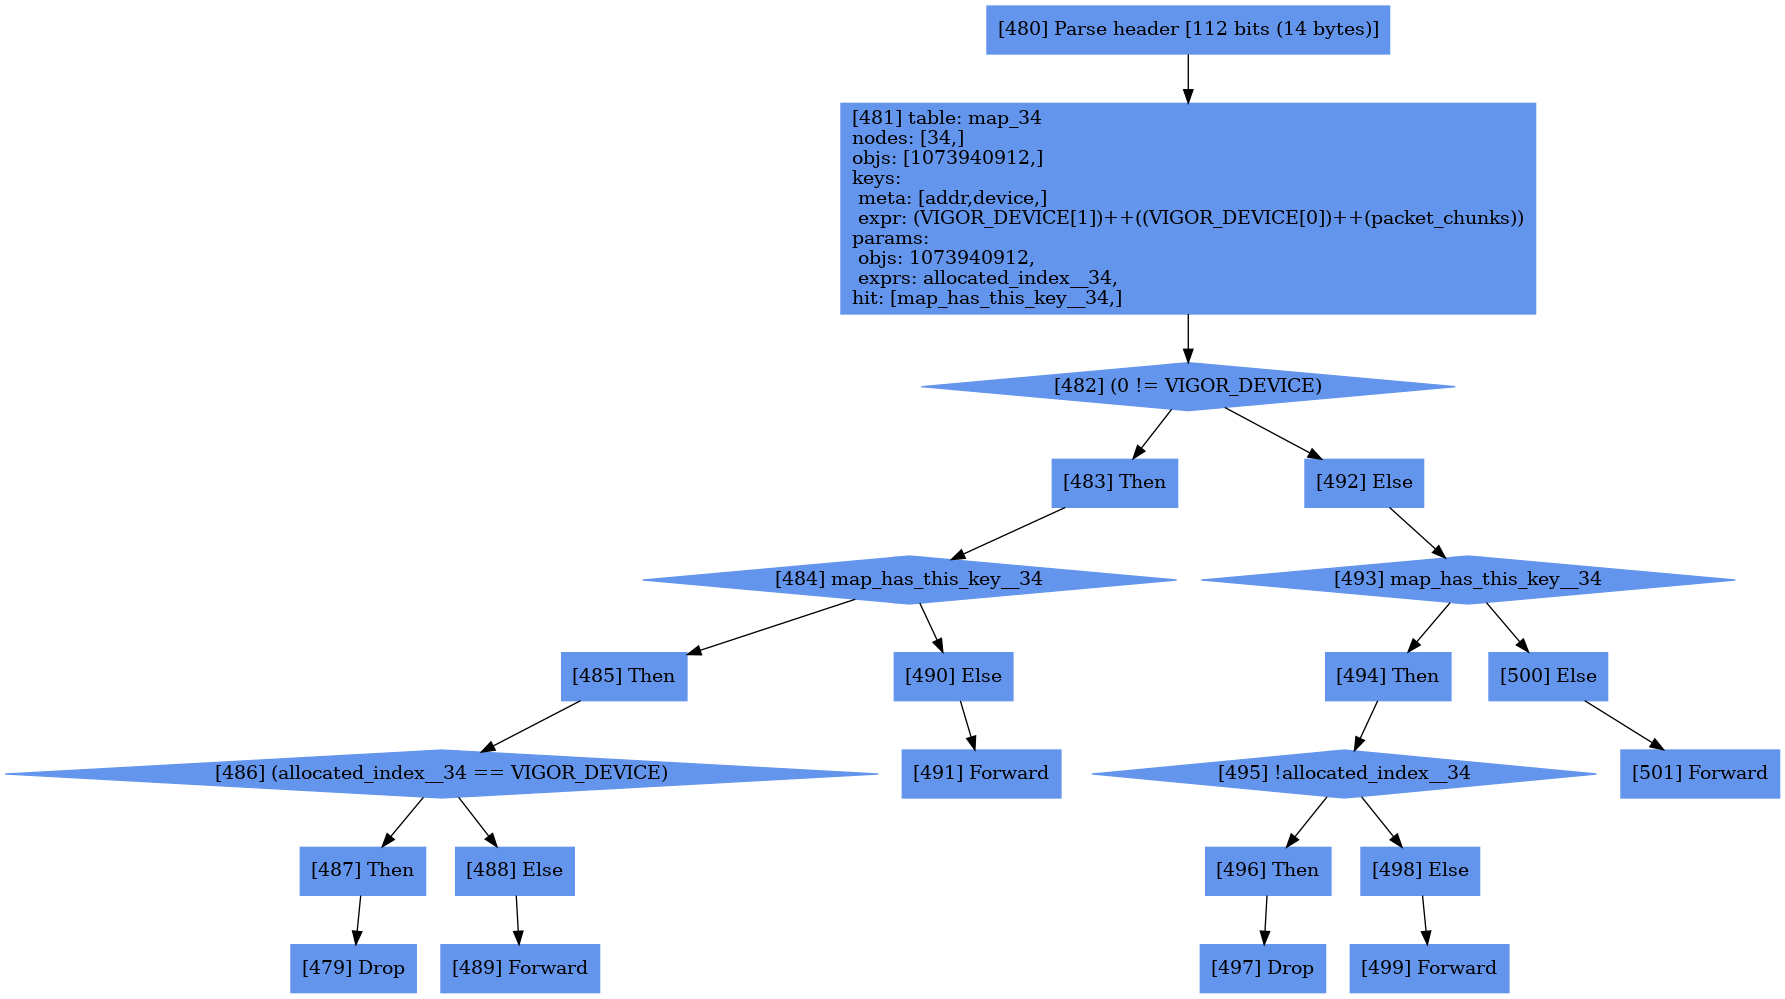 [480] Parse header [112 bits (14 bytes)]
[481] table: map_34
nodes: [34,]
objs: [1073940912,]
keys:
meta: [addr,device,]
expr: (VIGOR_DEVICE[1])++((VIGOR_DEVICE[0])++(packet_chunks))
params:
objs: 1073940912,
exprs: allocated_index__34,
hit: [map_has_this_key__34,]
[482] (0 != VIGOR_DEVICE)
[483] Then
[492] Else
[484] map_has_this_key__34
[493] map_has_this_key__34
[485] Then
[490] Else
[494] Then
[500] Else
[486] (allocated_index__34 == VIGOR_DEVICE)
[491] Forward
[495] !allocated_index__34
[501] Forward
[487] Then
[488] Else
[496] Then
[498] Else
[479] Drop
[489] Forward
[497] Drop
[499] Forward